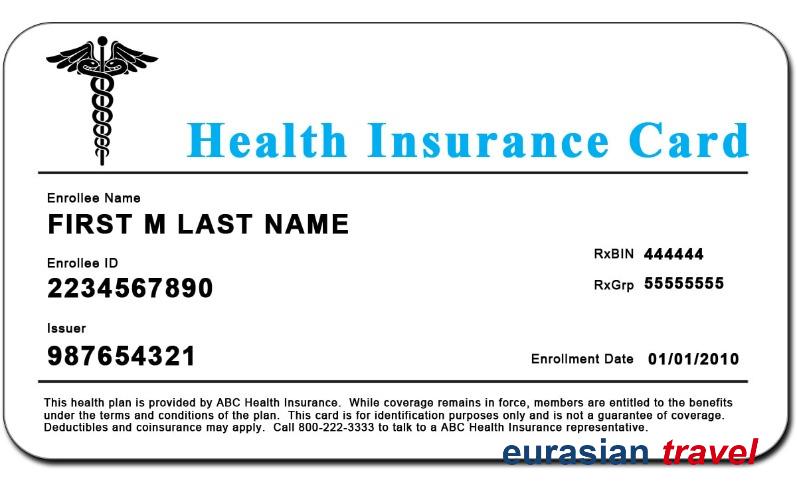 Health Insurance Card
Enrollee Name
FIRST M LAST NAME
RxBIN 444444
Enrollee ID
RxGrp 55555555
2234567890
Issuer
987654321
Enrollment Date 01/01/2010
This health plan is provided by ABC Health Insurance. While coverage remains in force, members are entitled to the benefits
under the terms and conditions of the plan. This card is for identification purposes only and is not a guarantee of coverage.
Deductibles and coinsurance may apply. Call 800-222-3333 to talk to a ABC Health Insurance representative.
eurasian travel